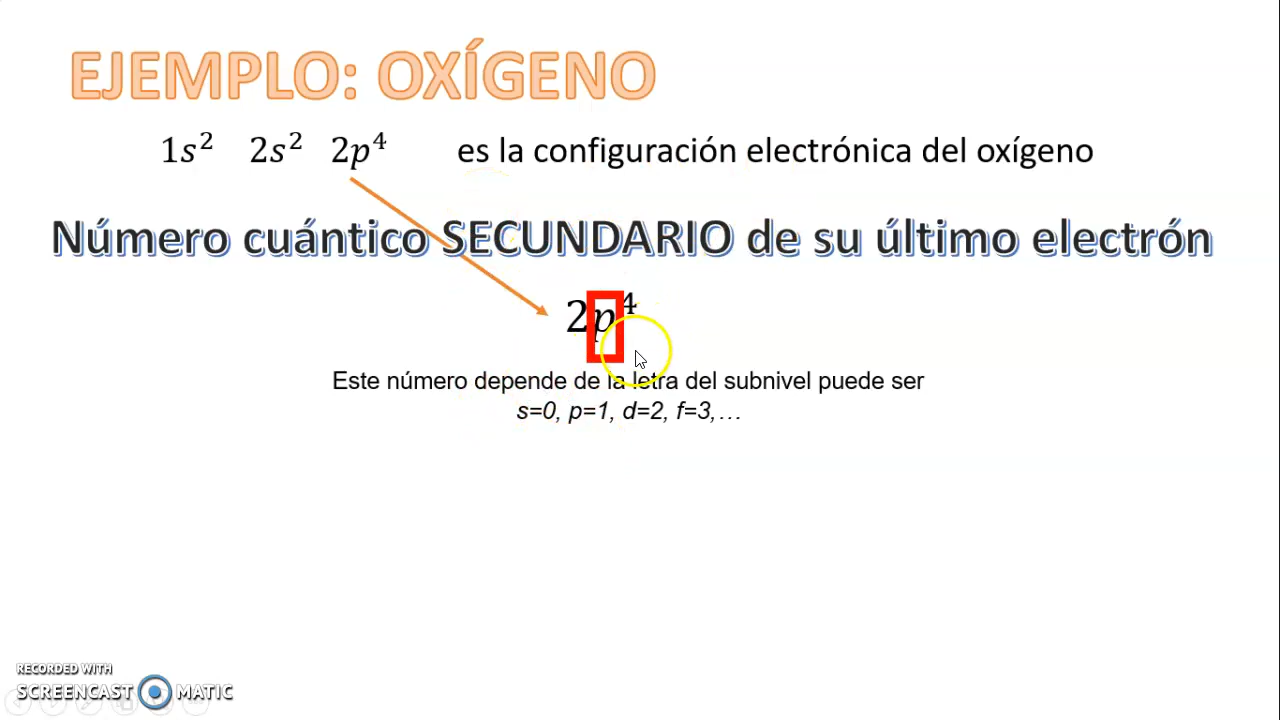 EJEMPLO: OXÍGENO
1s² 2s² 2p⁴ es la configuración electrónica del oxígeno
Número cuántico SECUNDARIO de su último electrón
2p⁴
Este número depende de la letra del subnivel puede ser
s=0, p=1, d=2, f=3,…
RECORDED WITH
SCREENCAST MATIC